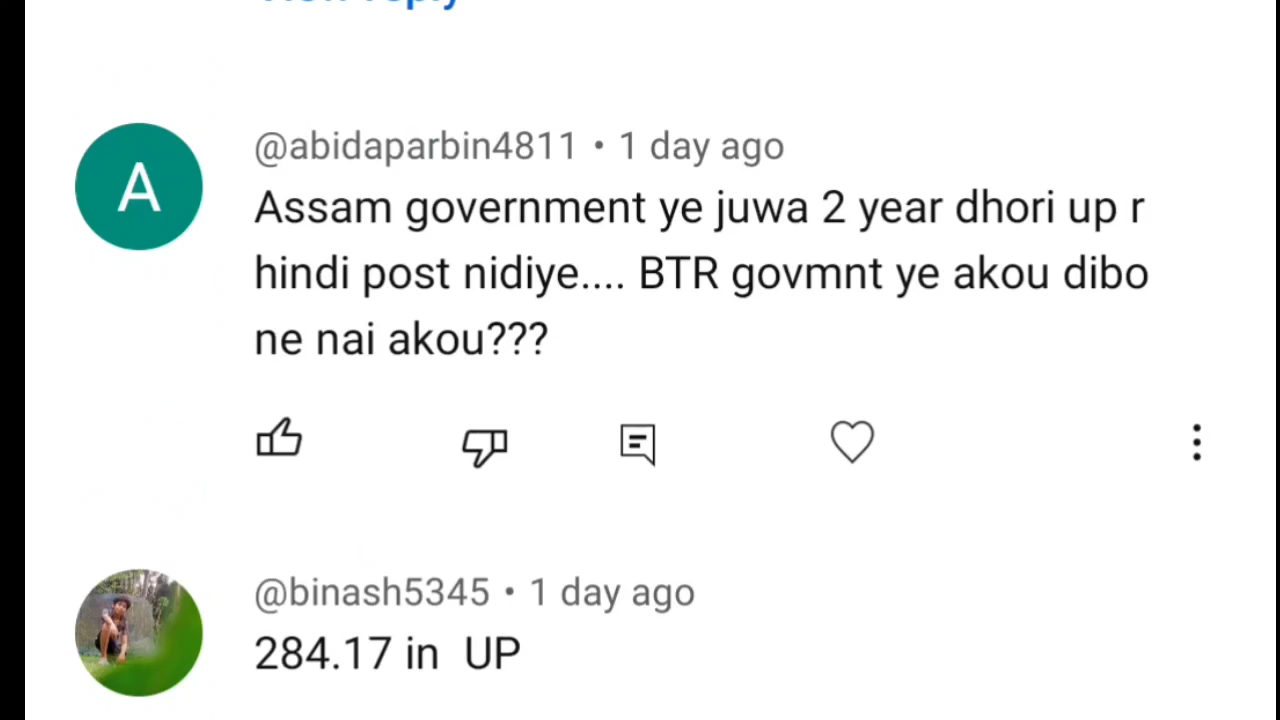 @abidaparbin4811 • 1 day ago
Assam government ye juwa 2 year dhori up r
hindi post nidiye.... BTR govmnt ye akou dibo
ne nai akou???
@binash5345 • 1 day ago
284.17 in UP